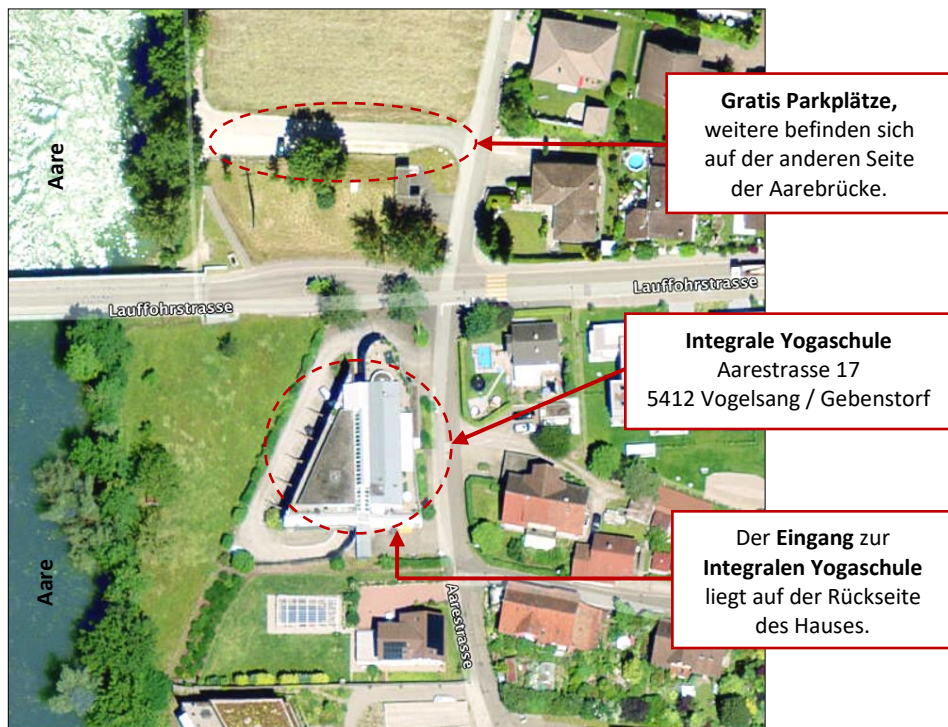 Gratis Parkplätze,
weitere befinden sich
auf der anderen Seite
der Aarebrücke.
Aare
Lauffohrstrasse
Lauffohrstrasse
Integrale Yogaschule
Aarestrasse 17
5412 Vogelsang / Gebenstorf
Der Eingang zur
Integralen Yogaschule
liegt auf der Rückseite
des Hauses.
Aare
Aarestrasse